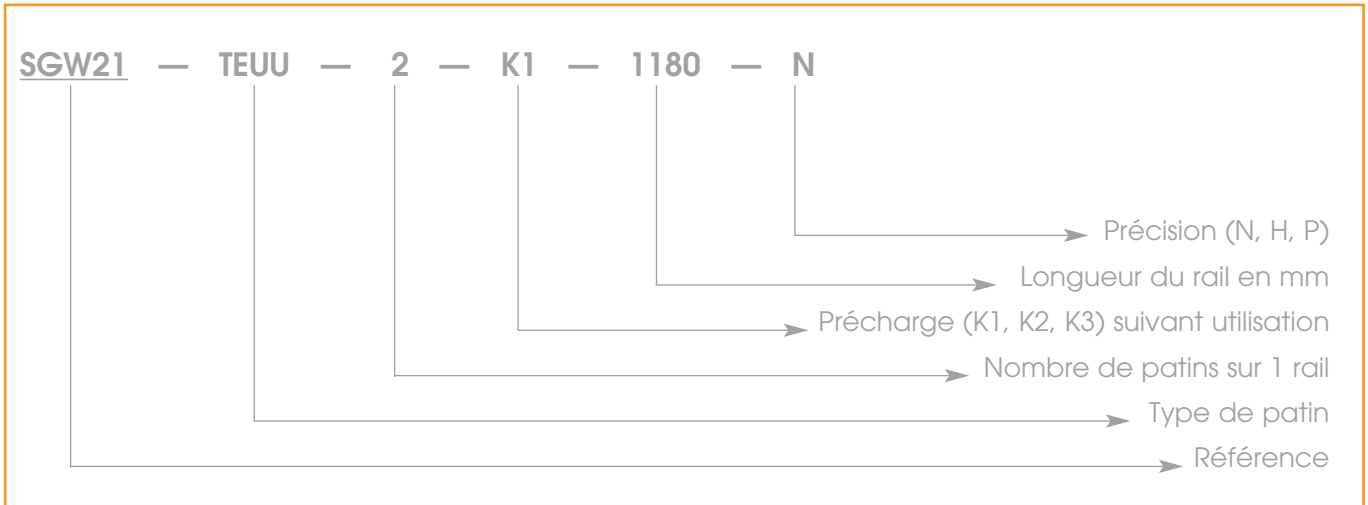 SGW21 — TEUU — 2 — K1 — 1180 — N
Précision (N, H, P)
Longueur du rail en mm
Précharge (K1, K2, K3) suivant utilisation
Nombre de patins sur 1 rail
Type de patin
Référence